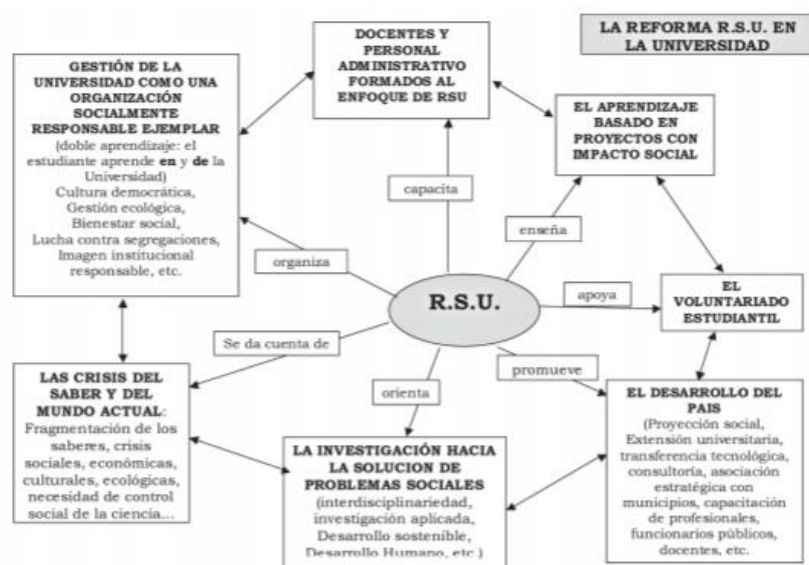 LA REFORMA R.S.U. EN
LA UNIVERSIDAD
DOCENTES Y
PERSONAL
ADMINISTRATIVO
FORMADOS AL
ENFOQUE DE RSU
GESTIÓN DE LA
UNIVERSIDAD COMO UNA
ORGANIZACIÓN
SOCIALMENTE
RESPONSABLE EJEMPLAR
(doble aprendizaje: el
estudiante aprende en y de la
Universidad)
Cultura democrática,
Gestión ecológica,
Bienestar social,
Lucha contra segregaciones,
Imagen institucional
responsable, etc.
EL APRENDIZAJE
BASADO EN
PROYECTOS CON
IMPACTO SOCIAL
capacita
enseña
organiza
R.S.U.
apoya
EL
VOLUNTARIADO
ESTUDIANTIL
Se da cuenta de
promueve
orienta
LAS CRISIS DEL
SABER Y DEL
MUNDO ACTUAL:
Fragmentación de los
saberes, crisis
sociales, económicas,
culturales, ecológicas,
necesidad de control
social de la ciencia...
LA INVESTIGACIÓN HACIA
LA SOLUCION DE
PROBLEMAS SOCIALES
(interdisciplinariedad,
investigación aplicada,
Desarrollo sostenible,
Desarrollo Humano, etc.)
EL DESARROLLO DEL
PAIS
(Proyección social,
Extensión universitaria,
transferencia tecnológica,
consultoría, asociación
estratégica con
municipios, capacitación
de profesionales,
funcionarios públicos,
docentes, etc.